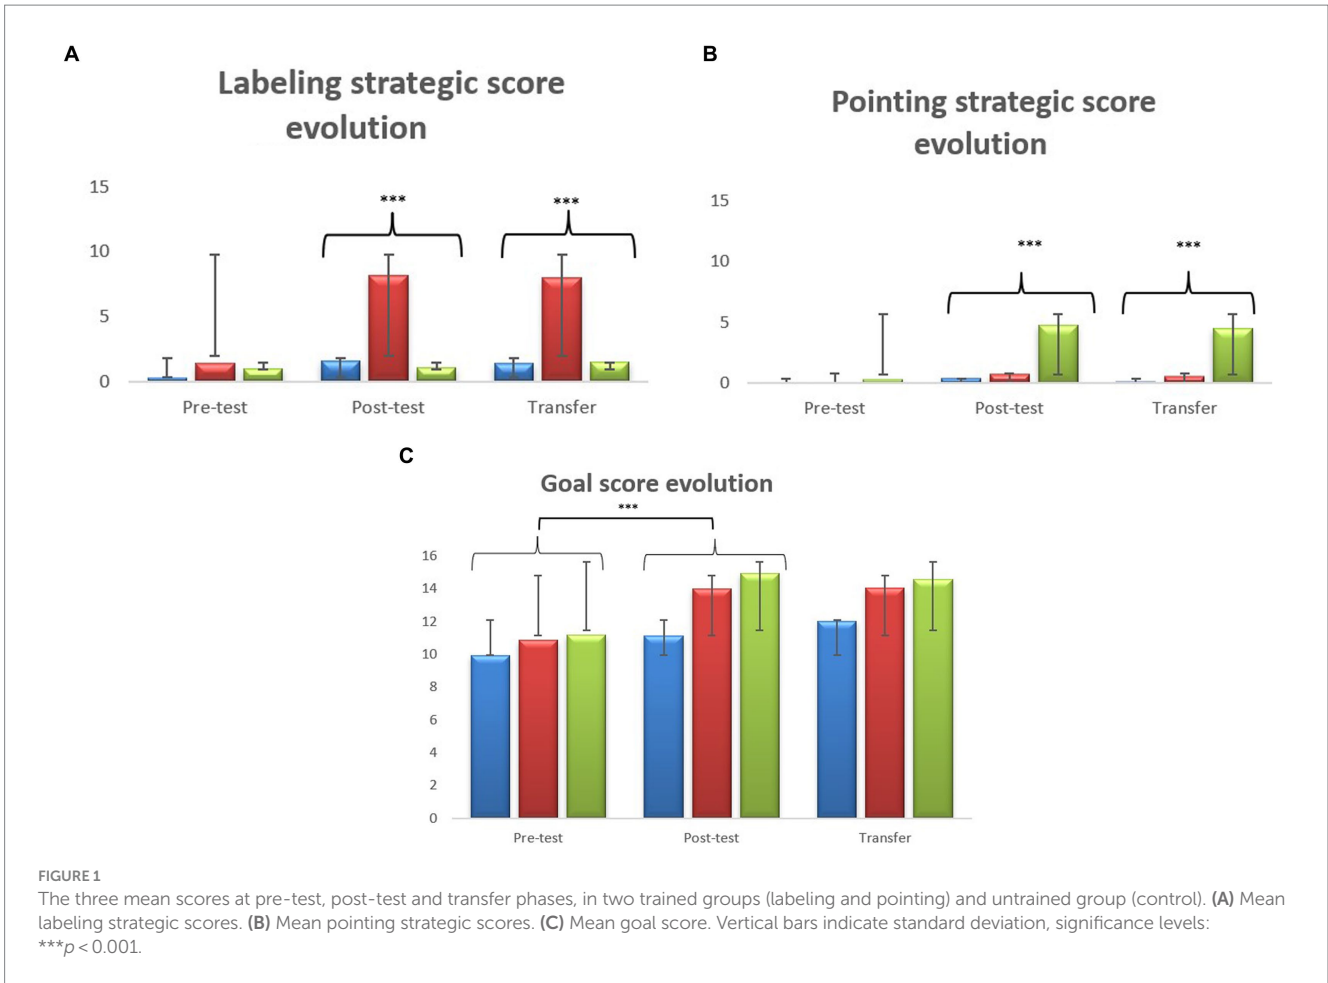 A
Labeling strategic score
evolution
15
10
5
0
***
***
Pre-test
Post-test
Transfer
B
Pointing strategic score
evolution
15
10
5
0
***
***
Pre-test
Post-test
Transfer
C
Goal score evolution
***
16
14
12
10
8
6
4
2
0
Pre-test
Post-test
Transfer
FIGURE 1
The three mean scores at pre-test, post-test and transfer phases, in two trained groups (labeling and pointing) and untrained group (control). (A) Mean
labeling strategic scores. (B) Mean pointing strategic scores. (C) Mean goal score. Vertical bars indicate standard deviation, significance levels:
***p < 0.001.